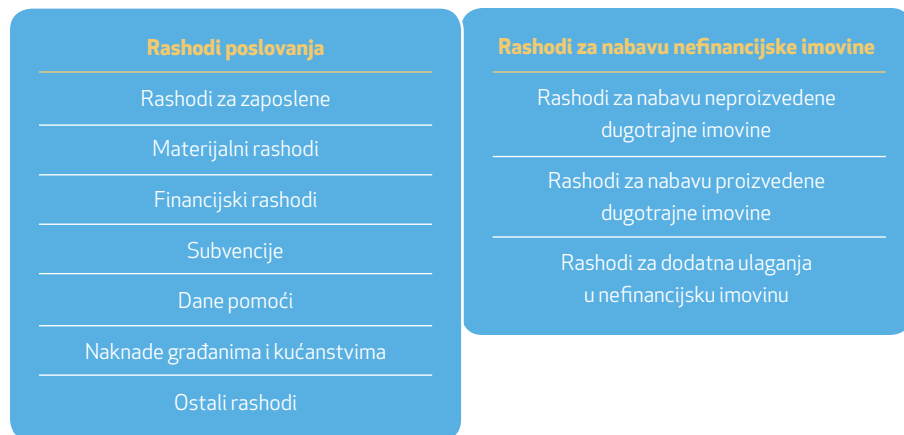 Rashodi poslovanja
Rashodi za zaposlene
Materijalni rashodi
Financijski rashodi
Subvencije
Dane pomoći
Naknade građanima i kućanstvima
Ostali rashodi
Rashodi za nabavu nefinancijske imovine
Rashodi za nabavu neproizvedene
dugotrajne imovine
Rashodi za nabavu proizvedene
dugotrajne imovine
Rashodi za dodatna ulaganja
u nefinancijsku imovinu